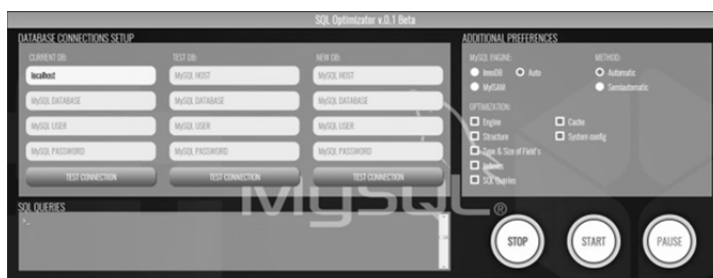 SQL Optimizator v.0.1 Beta
DATABASE CONNECTIONS SETUP
CURRENT DB:
localhost
MySQL DATABASE
MySQL USER
MySQL PASSWORD
TEST CONNECTION
TEST DB:
MySQL HOST
MySQL DATABASE
MySQL USER
MySQL PASSWORD
TEST CONNECTION
NEW DB:
MySQL HOST
MySQL DATABASE
MySQL USER
MySQL PASSWORD
TEST CONNECTION
ADDITIONAL PREFERENCES
MySQL ENGINE:
InnoDB Auto
MyISAM
METHOD:
Automatic
Semiautomatic
OPTIMIZATION:
Engine
Structure
Type & Size of Field's
Indexes
SQL Queries
Cache
System config
MySQL®
SQL QUERIES
>_
STOP
START
PAUSE